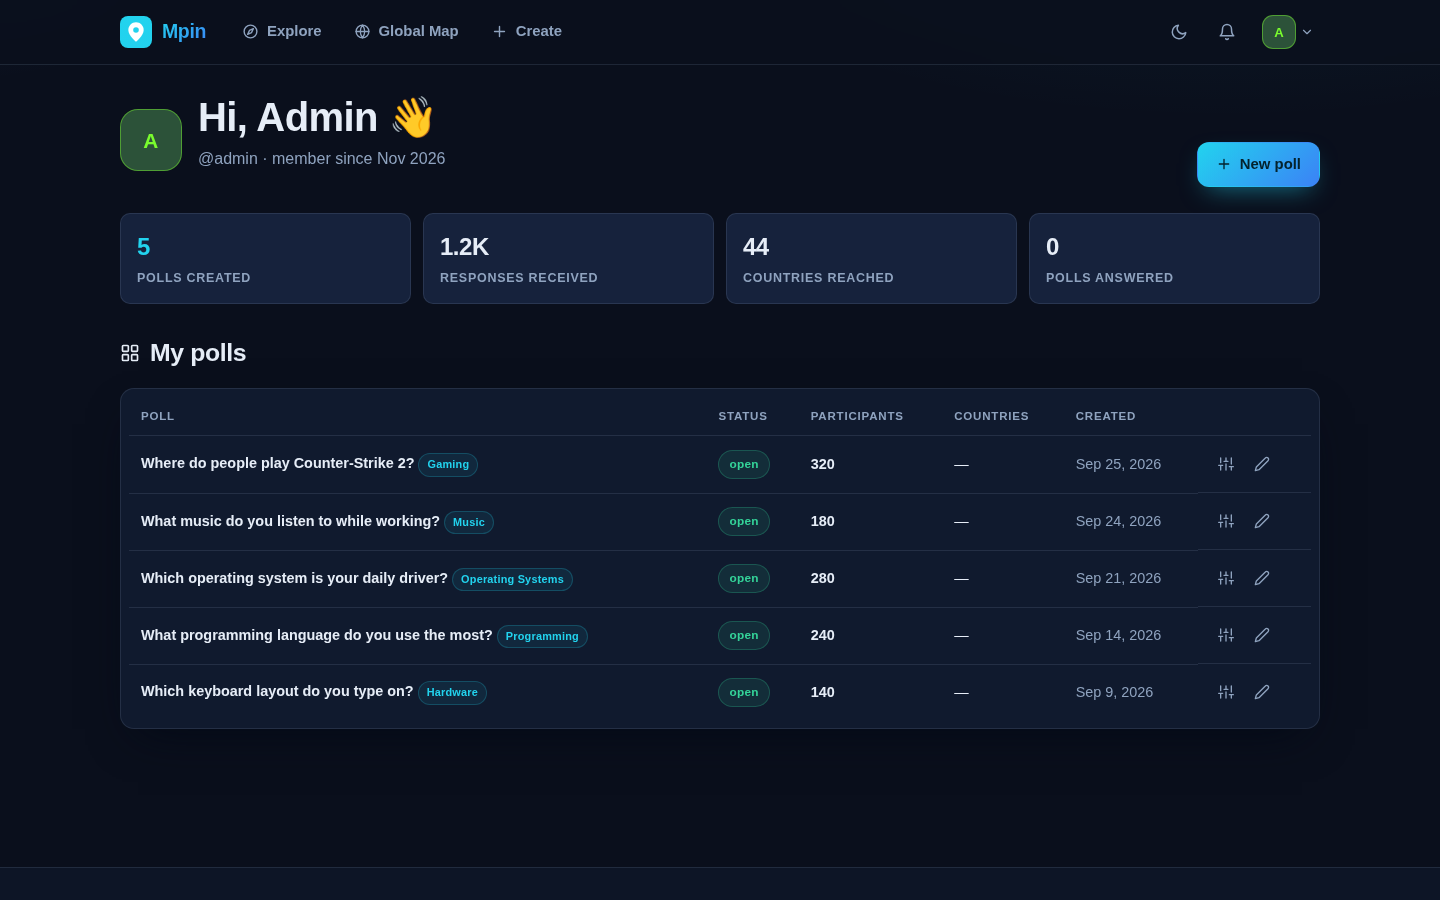 Mpin Explore Global Map Create A
A
Hi, Admin 👋
@admin · member since Nov 2026
New poll
5
POLLS CREATED
1.2K
RESPONSES RECEIVED
44
COUNTRIES REACHED
0
POLLS ANSWERED
My polls
POLL STATUS PARTICIPANTS COUNTRIES CREATED
Where do people play Counter-Strike 2? Gaming open 320 — Sep 25, 2026
What music do you listen to while working? Music open 180 — Sep 24, 2026
Which operating system is your daily driver? Operating Systems open 280 — Sep 21, 2026
What programming language do you use the most? Programming open 240 — Sep 14, 2026
Which keyboard layout do you type on? Hardware open 140 — Sep 9, 2026